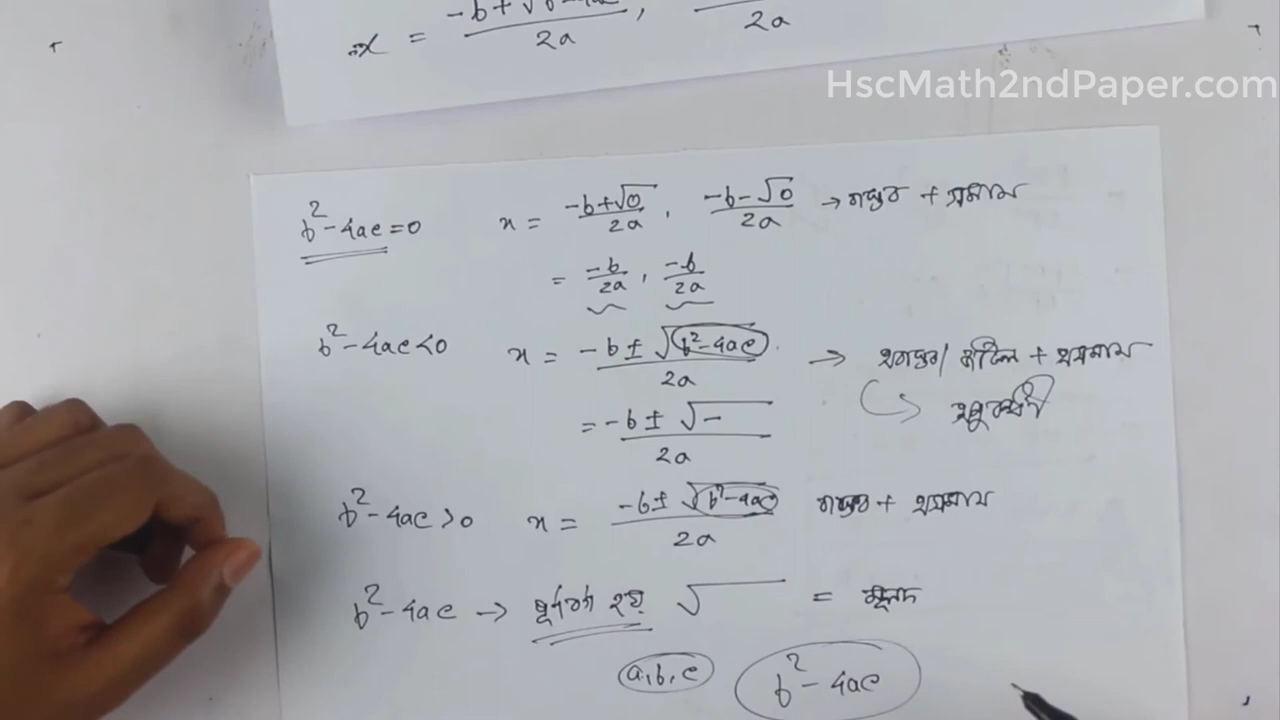 x = -b+√b²-4ac/2a , /2a
HscMath2ndPaper.com
b²-4ac=0 x = -b+√0/2a , -b-√0/2a → বাস্তব + সমান
= -b/2a , -b/2a
b²-4ac<0 x = -b±√b²-4ac/2a → অবাস্তব/জটিল + অসমান
= -b±√-/2a অনুবন্ধী
b²-4ac>0 x = -b±√b²-4ac/2a বাস্তব + অসমান
b²-4ac → পূর্ণবর্গ হয় √ = মূলদ
a,b,c b²-4ac